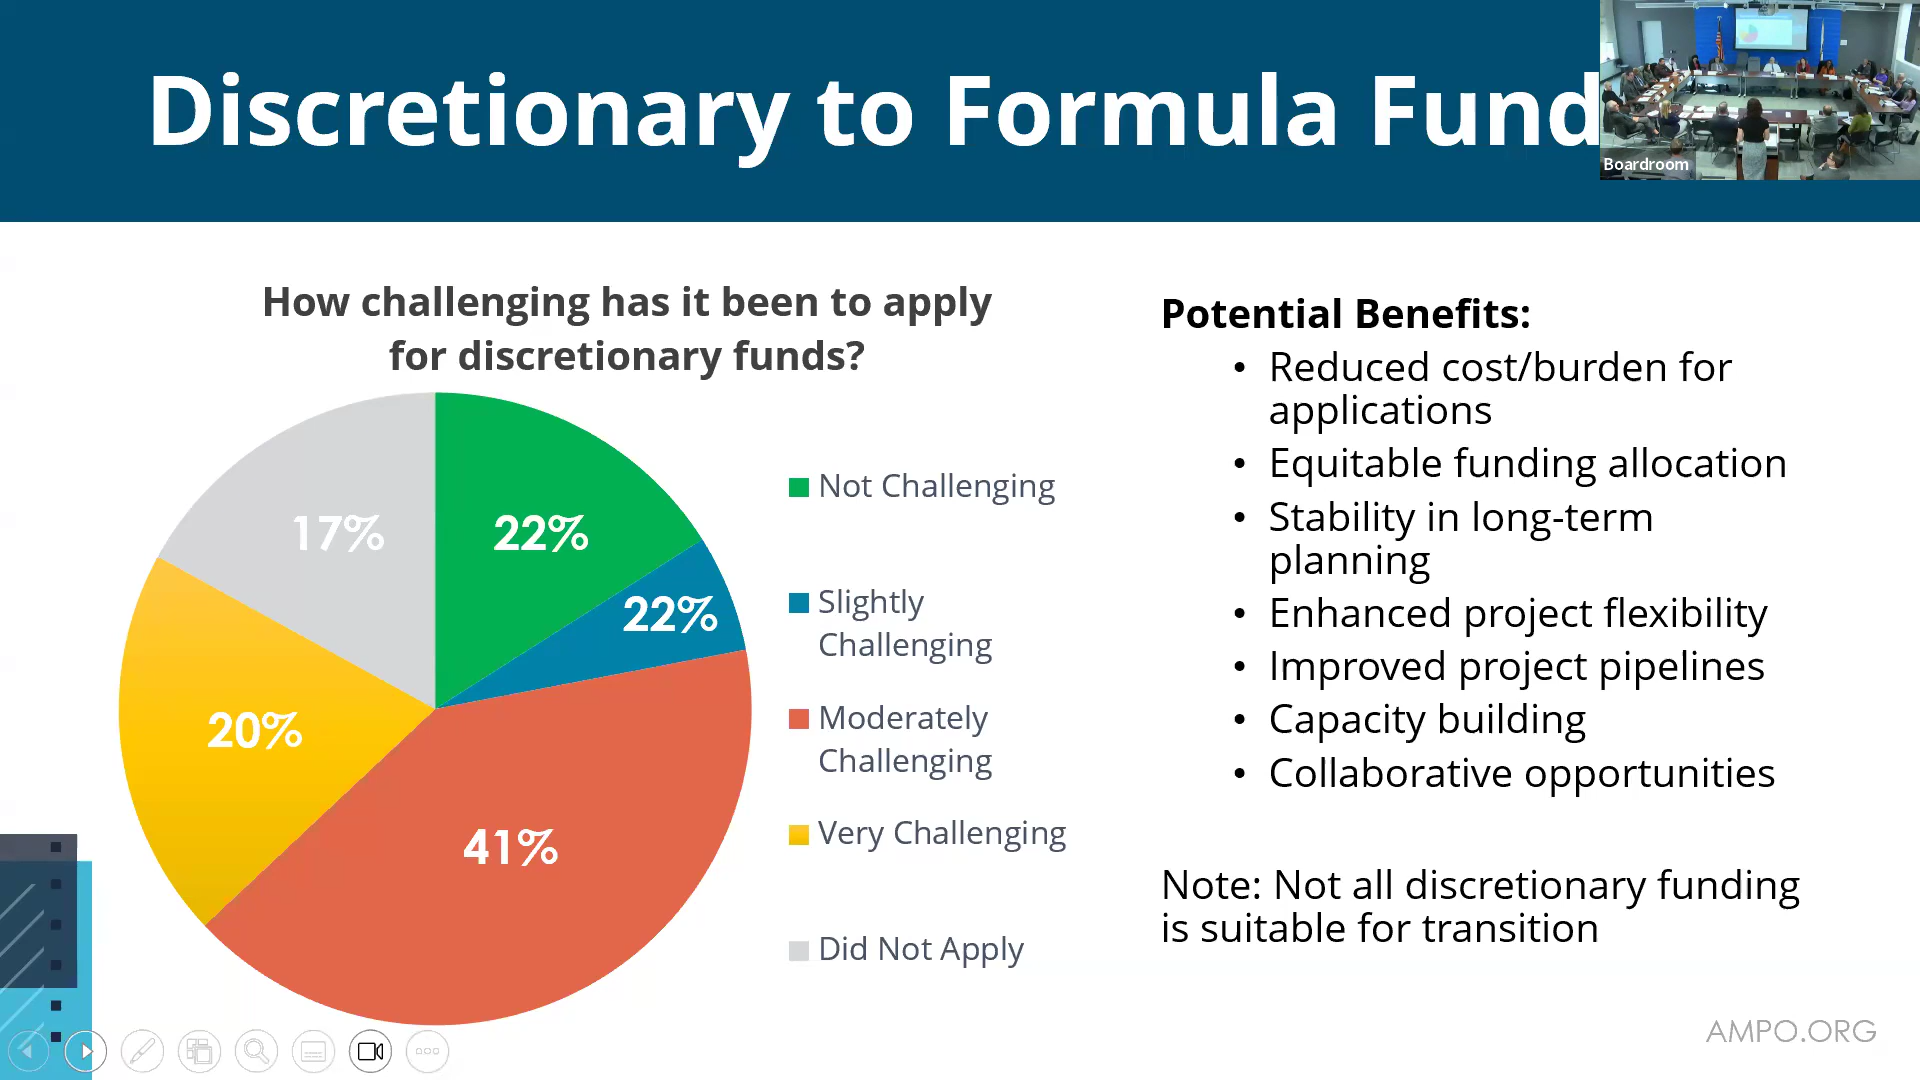 Discretionary to Formula Fund
Boardroom
How challenging has it been to apply
for discretionary funds?
17%
22%
22%
20%
41%
Not Challenging
Slightly
Challenging
Moderately
Challenging
Very Challenging
Did Not Apply
Potential Benefits:
• Reduced cost/burden for
applications
• Equitable funding allocation
• Stability in long-term
planning
• Enhanced project flexibility
• Improved project pipelines
• Capacity building
• Collaborative opportunities
Note: Not all discretionary funding
is suitable for transition
AMPO.ORG